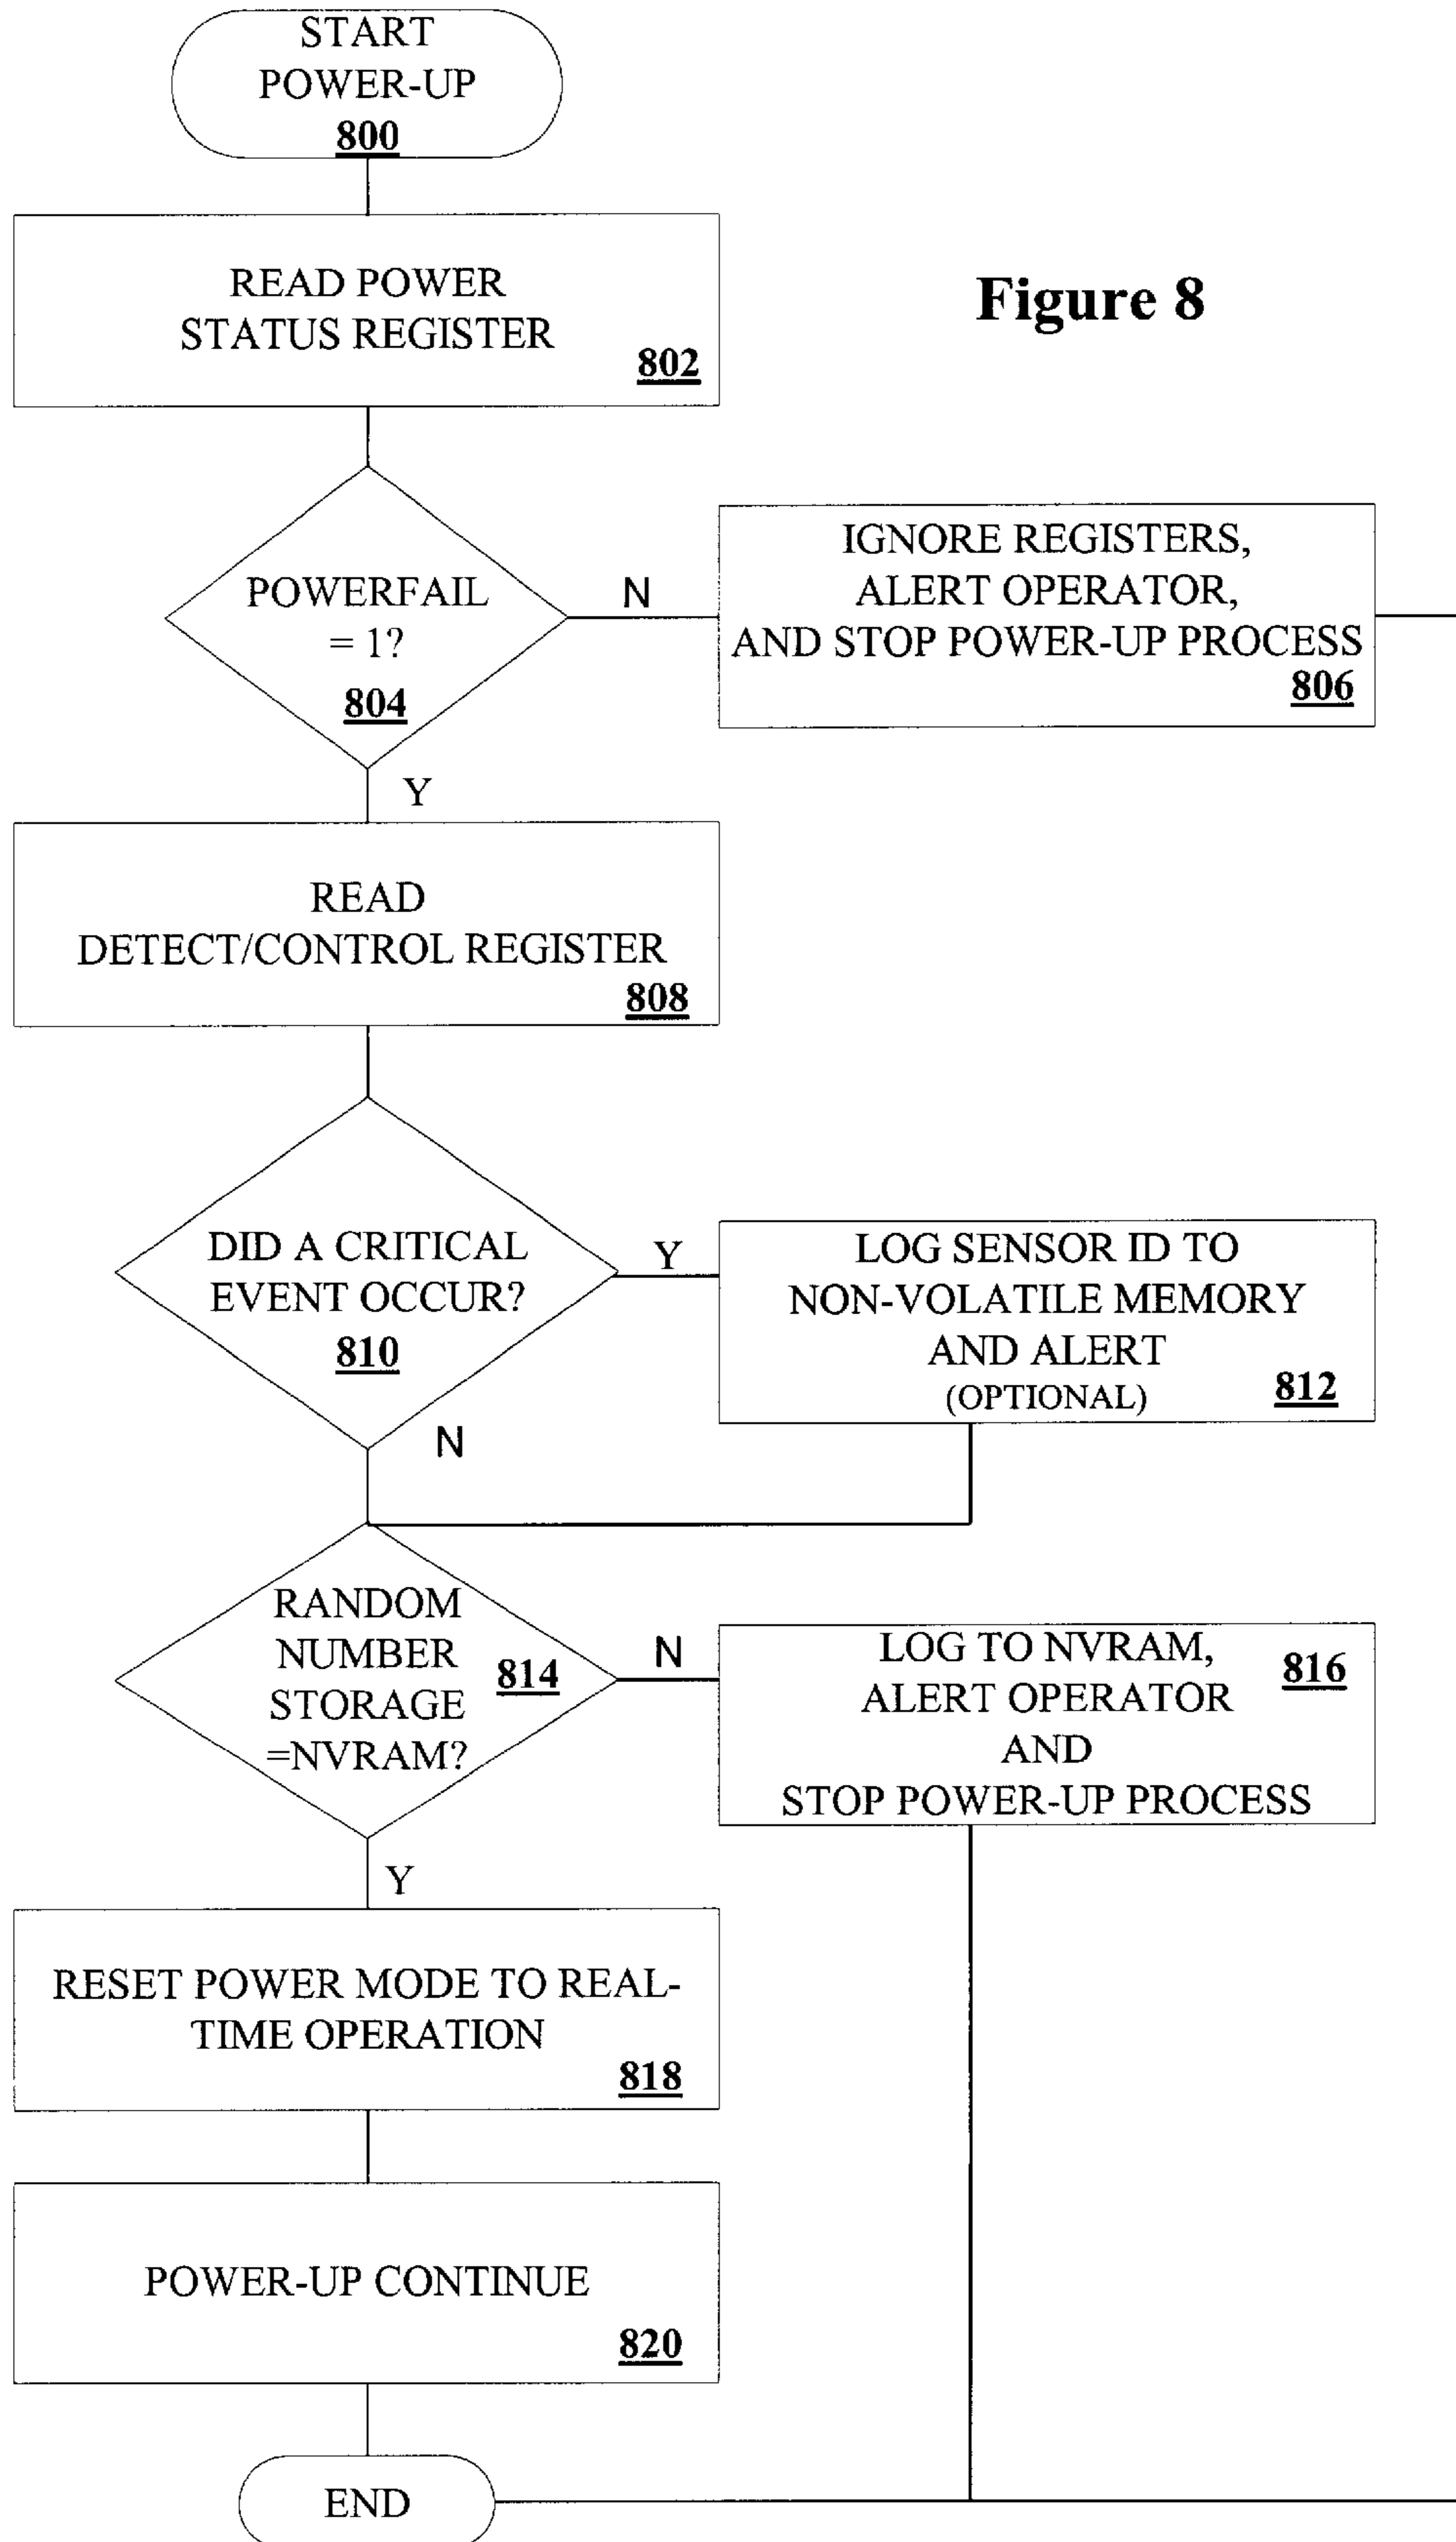 START
POWER-UP
800
READ POWER
STATUS REGISTER
802
Figure 8
POWERFAIL
= 1?
804
N
IGNORE REGISTERS,
ALERT OPERATOR,
AND STOP POWER-UP PROCESS
806
Y
READ
DETECT/CONTROL REGISTER
808
DID A CRITICAL
EVENT OCCUR?
810
Y
LOG SENSOR ID TO
NON-VOLATILE MEMORY
AND ALERT
(OPTIONAL)
812
N
RANDOM
NUMBER
STORAGE
=NVRAM?
814
N
LOG TO NVRAM,
ALERT OPERATOR
AND
STOP POWER-UP PROCESS
816
Y
RESET POWER MODE TO REAL-
TIME OPERATION
818
POWER-UP CONTINUE
820
END